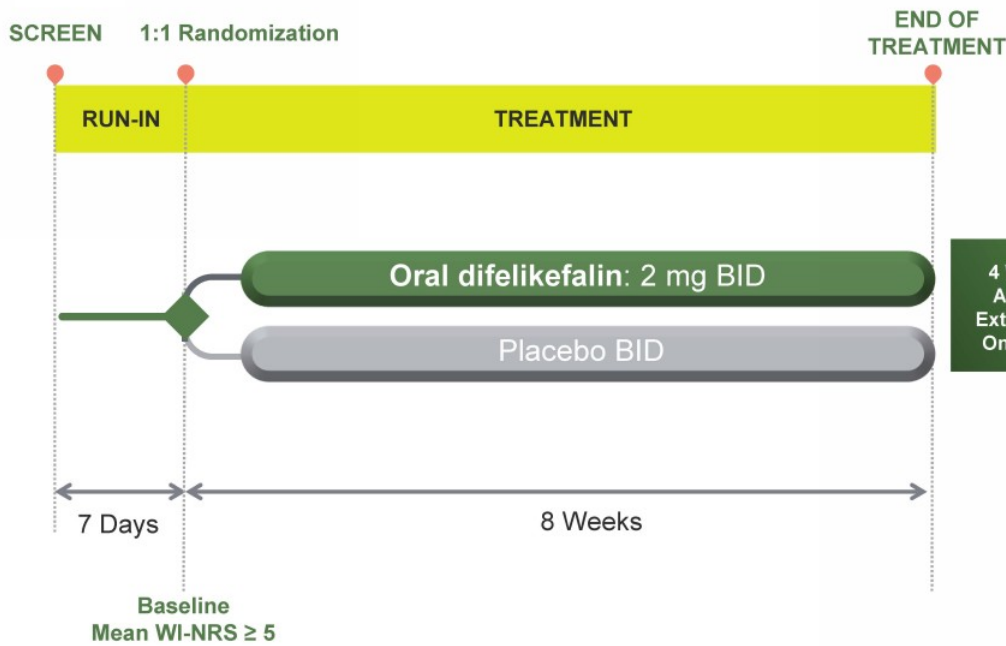 SCREEN
1:1 Randomization
END OF
TREATMENT
RUN-IN
TREATMENT
Oral difelikefalin: 2 mg BID
Placebo BID
4
7 Days
8 Weeks
Baseline
Mean WI-NRS ≥ 5